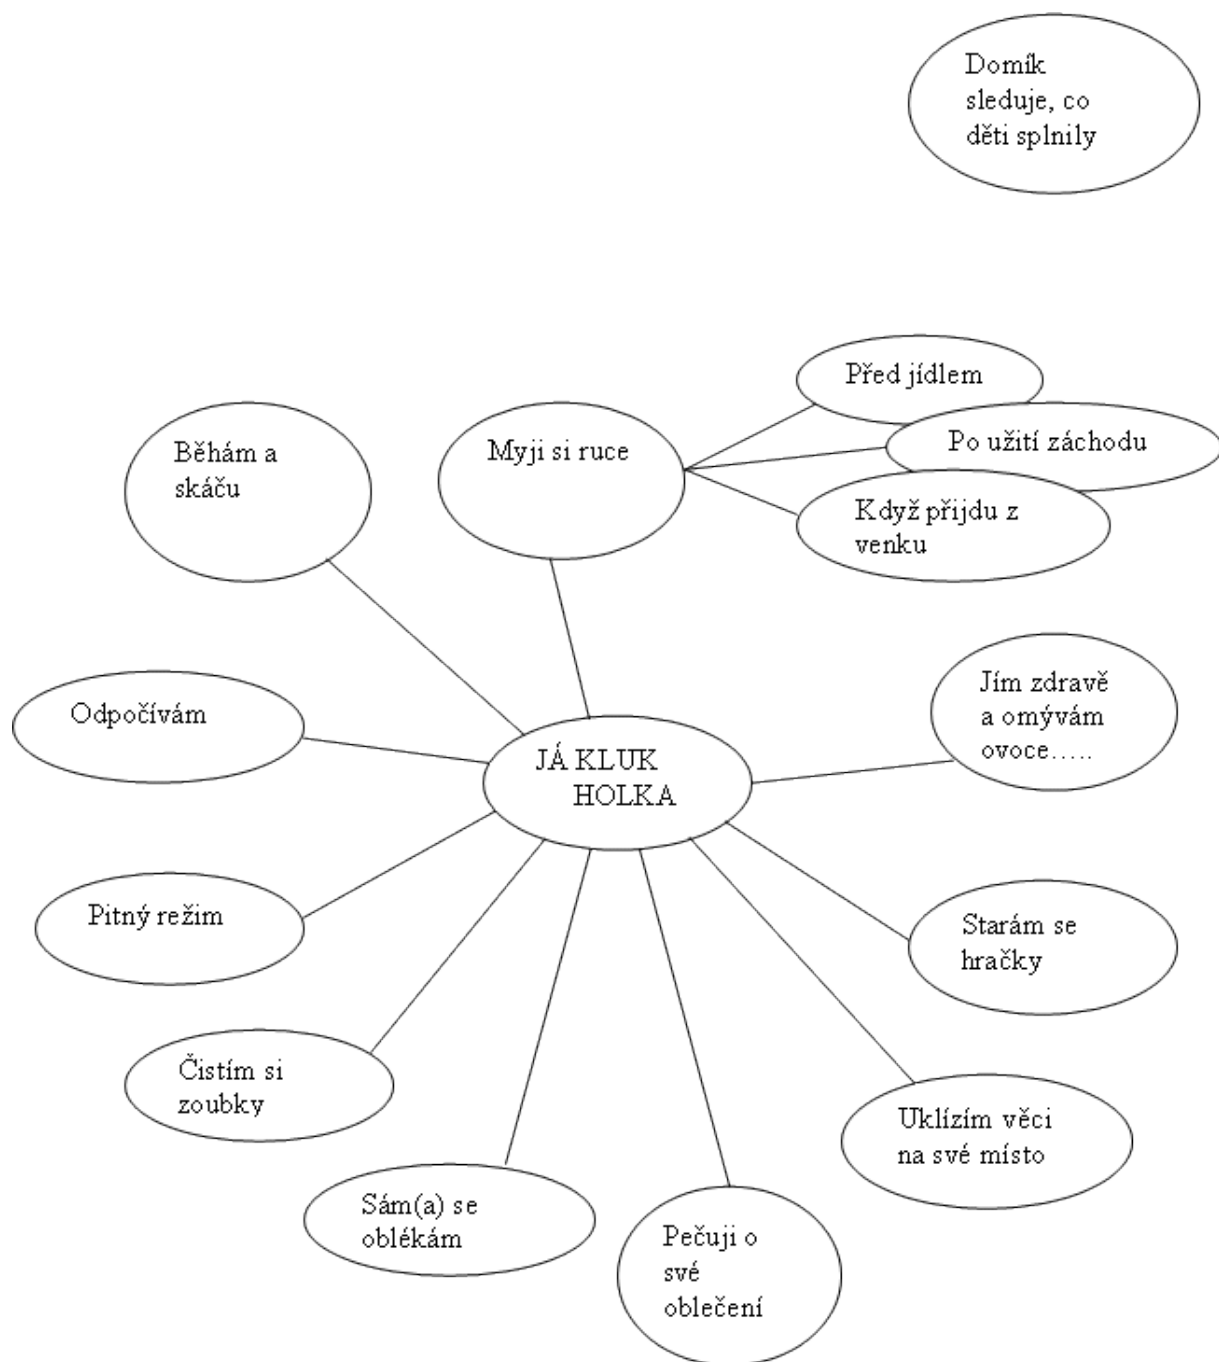 Domík
sleduje, co
děti splnily
Před jídlem
Běhám a
skáču
Myji si ruce
Po užití záchodu
Když přijdu z
venku
Jím zdravě
a omývám
ovoce.....
Odpočívám
JÁ KLUK
HOLKA
Pitný režim
Starám se
hračky
Čistím si
zoubky
Uklízím věci
na své místo
Sám(a) se
oblékám
Pečuji o
své
oblečení